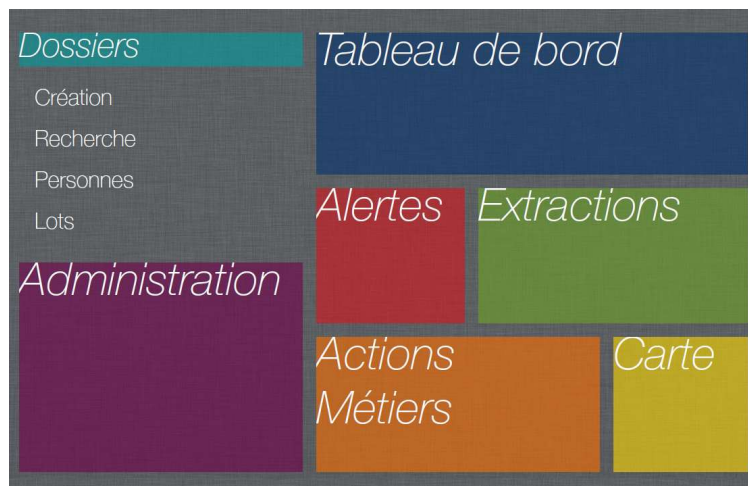 Dossiers
Création
Recherche
Personnes
Lots
Administration
Tableau de bord
Alertes
Extractions
Actions
Métiers
Carte